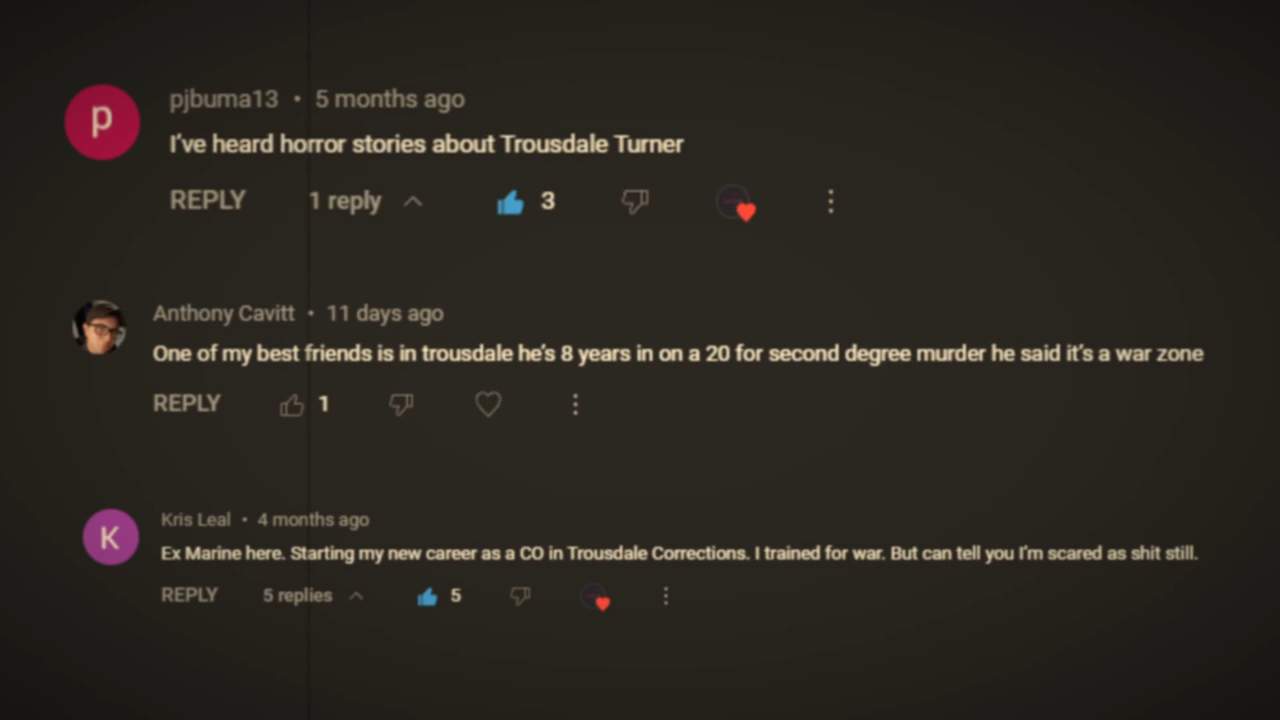 p
pjbuma13 • 5 months ago
I've heard horror stories about Trousdale Turner
REPLY 1 reply 3
Anthony Cavitt • 11 days ago
One of my best friends is in trousdale he's 8 years in on a 20 for second degree murder he said it's a war zone
REPLY 1
K
Kris Leal • 4 months ago
Ex Marine here. Starting my new career as a CO in Trousdale Corrections. I trained for war. But can tell you I'm scared as shit still.
REPLY 5 replies 5